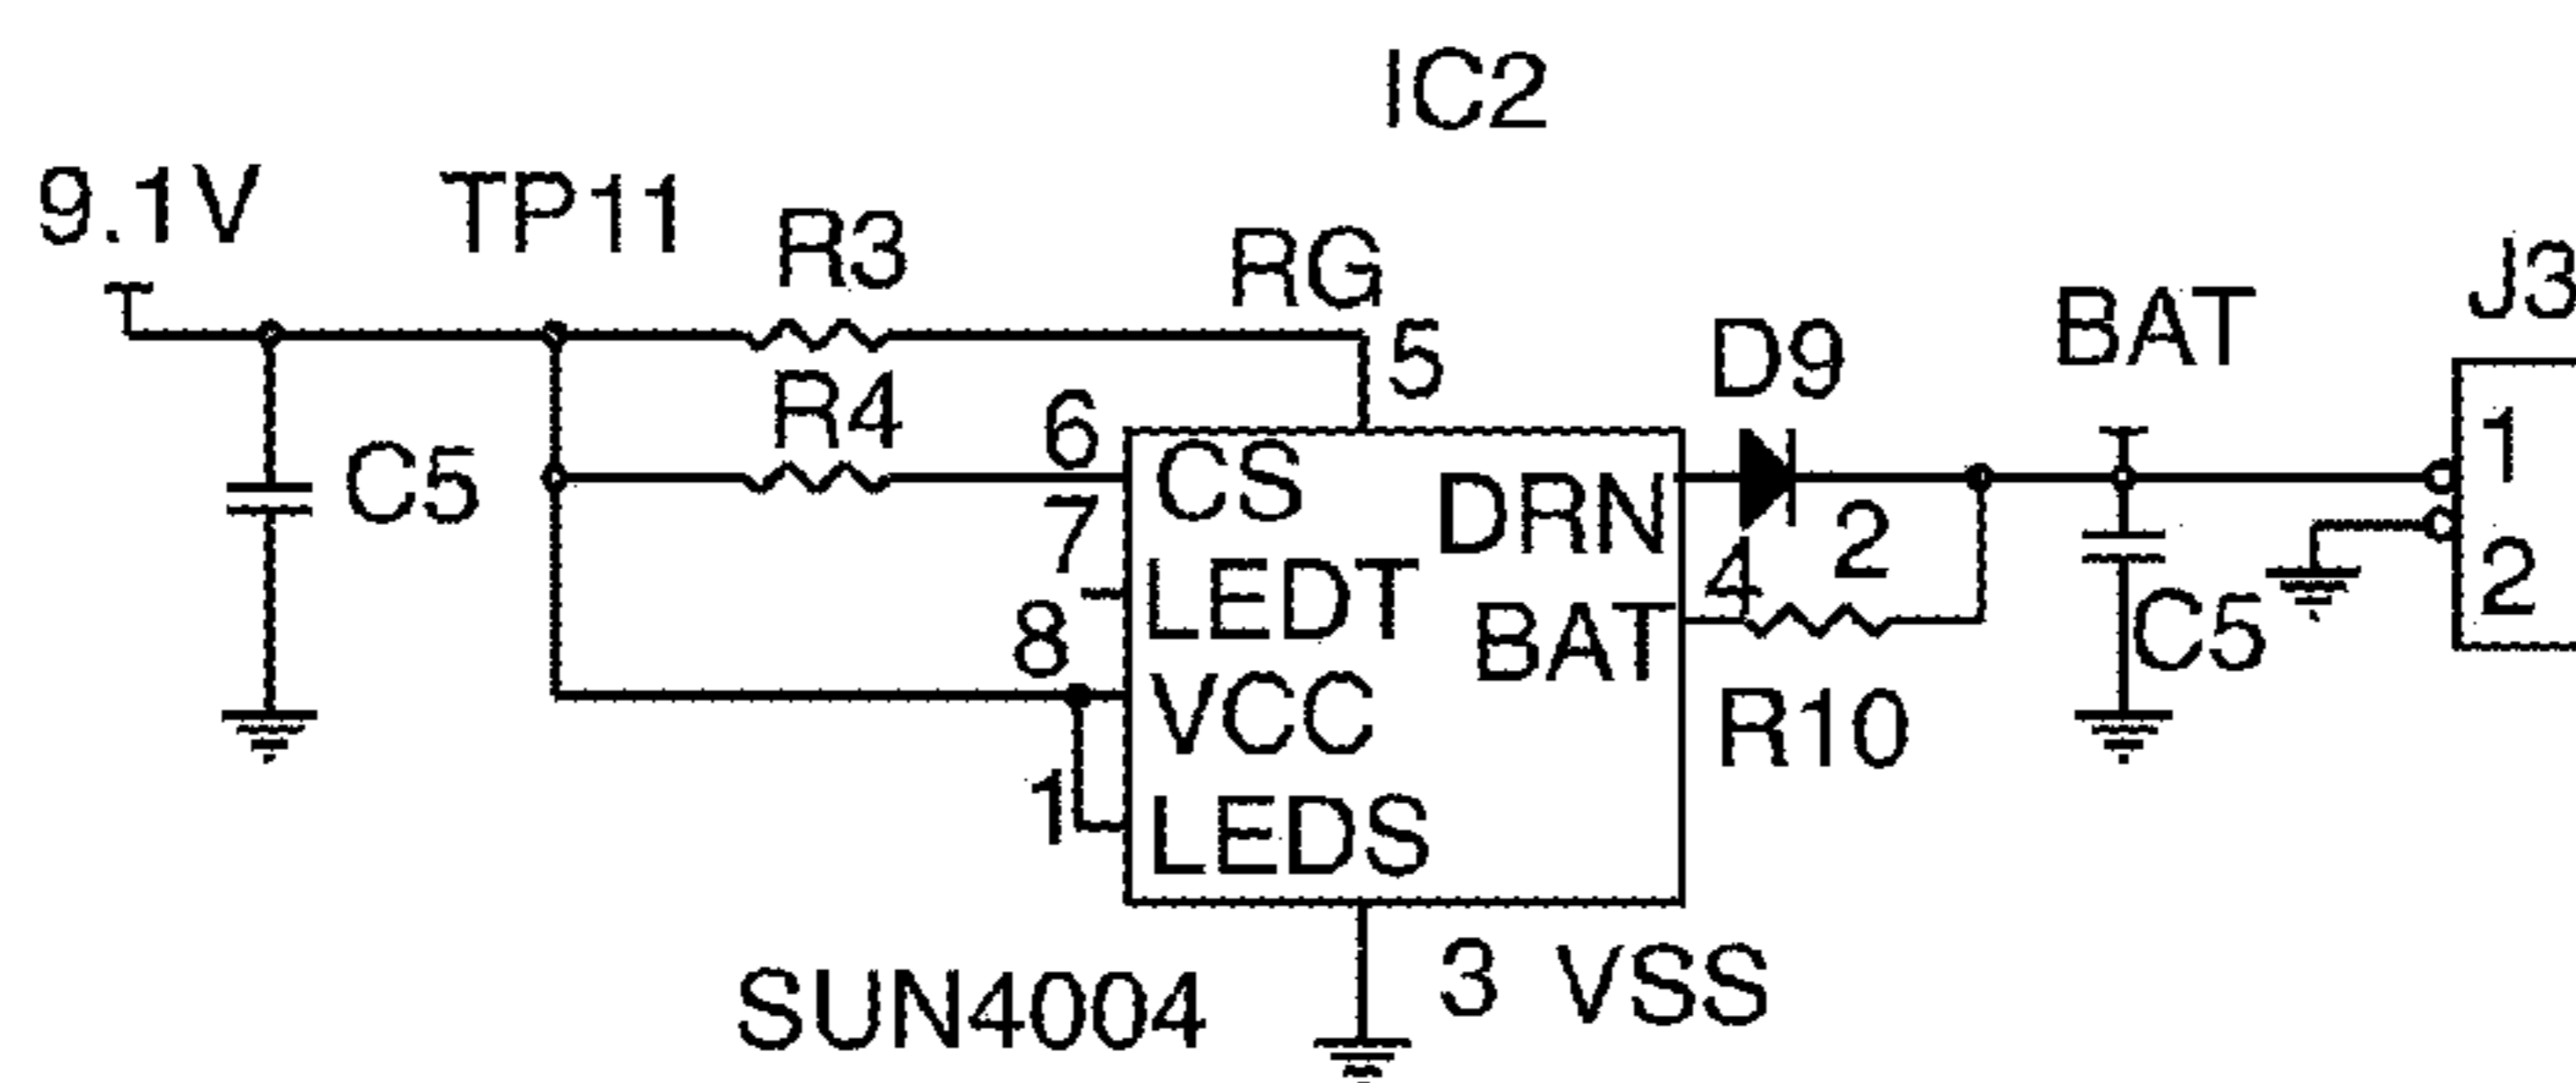 IC2
9.1V
TP11
R3
RG
5
R4
6
C5
7
8
1
CS
LEDT
VCC
LEDS
DRN
BAT
D9
4
2
R10
BAT
C5
J3
1
2
SUN4004
3 VSS